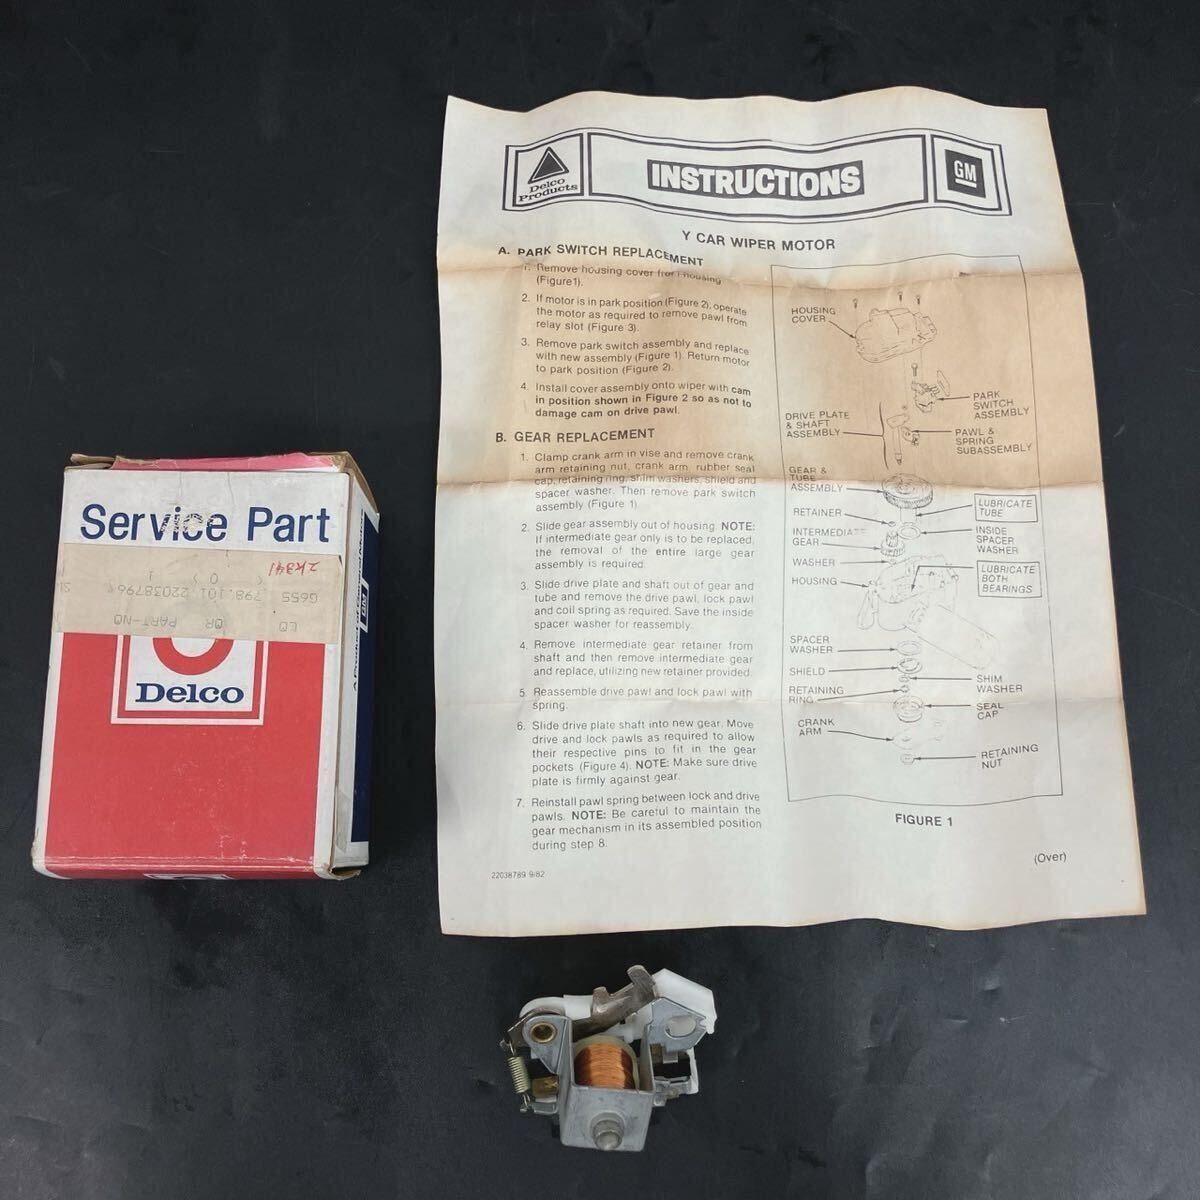 Delco
Products
INSTRUCTIONS
GM
Y CAR WIPER MOTOR
A. PARK SWITCH REPLACEMENT
1. Remove housing cover from housing
(Figure1).
2. If motor is in park position (Figure 2), operate
the motor as required to remove pawl from
relay slot (Figure 3).
3. Remove park switch assembly and replace
with new assembly (Figure 1). Return motor
to park position (Figure 2).
4. Install cover assembly onto wiper with cam
in position shown in Figure 2 so as not to
damage cam on drive pawl.
B. GEAR REPLACEMENT
1. Clamp crank arm in vise and remove crank
arm retaining nut, crank arm, rubber seal
cap, retaining ring, shim washers, shield and
spacer washer. Then remove park switch
assembly (Figure 1).
2. Slide gear assembly out of housing. NOTE:
If intermediate gear only is to be replaced,
the removal of the entire large gear
assembly is required.
3. Slide drive plate and shaft out of gear and
tube and remove the drive pawl, lock pawl
and coil spring as required. Save the inside
spacer washer for reassembly.
4. Remove intermediate gear retainer from
shaft and then remove intermediate gear
and replace, utilizing new retainer provided.
5. Reassemble drive pawl and lock pawl with
spring.
6. Slide drive plate shaft into new gear. Move
drive and lock pawls as required to allow
their respective pins to fit in the gear
pockets (Figure 4). NOTE: Make sure drive
plate is firmly against gear.
7. Reinstall pawl spring between lock and drive
pawls. NOTE: Be careful to maintain the
gear mechanism in its assembled position
during step 8.
22038789 9/82
HOUSING
COVER
PARK
SWITCH
ASSEMBLY
DRIVE PLATE
& SHAFT
ASSEMBLY
PAWL &
SPRING
SUBASSEMBLY
GEAR &
TUBE
ASSEMBLY
LUBRICATE
TUBE
RETAINER
INTERMEDIATE
GEAR
INSIDE
SPACER
WASHER
WASHER
HOUSING
LUBRICATE
BOTH
BEARINGS
SPACER
WASHER
SHIELD
SHIM
WASHER
RETAINING
RING
SEAL
CAP
CRANK
ARM
RETAINING
NUT
FIGURE 1
(Over)
Service Part
2K341
LQ QR PART-NO
G655 798.101 22038796
0 1
Delco
GM